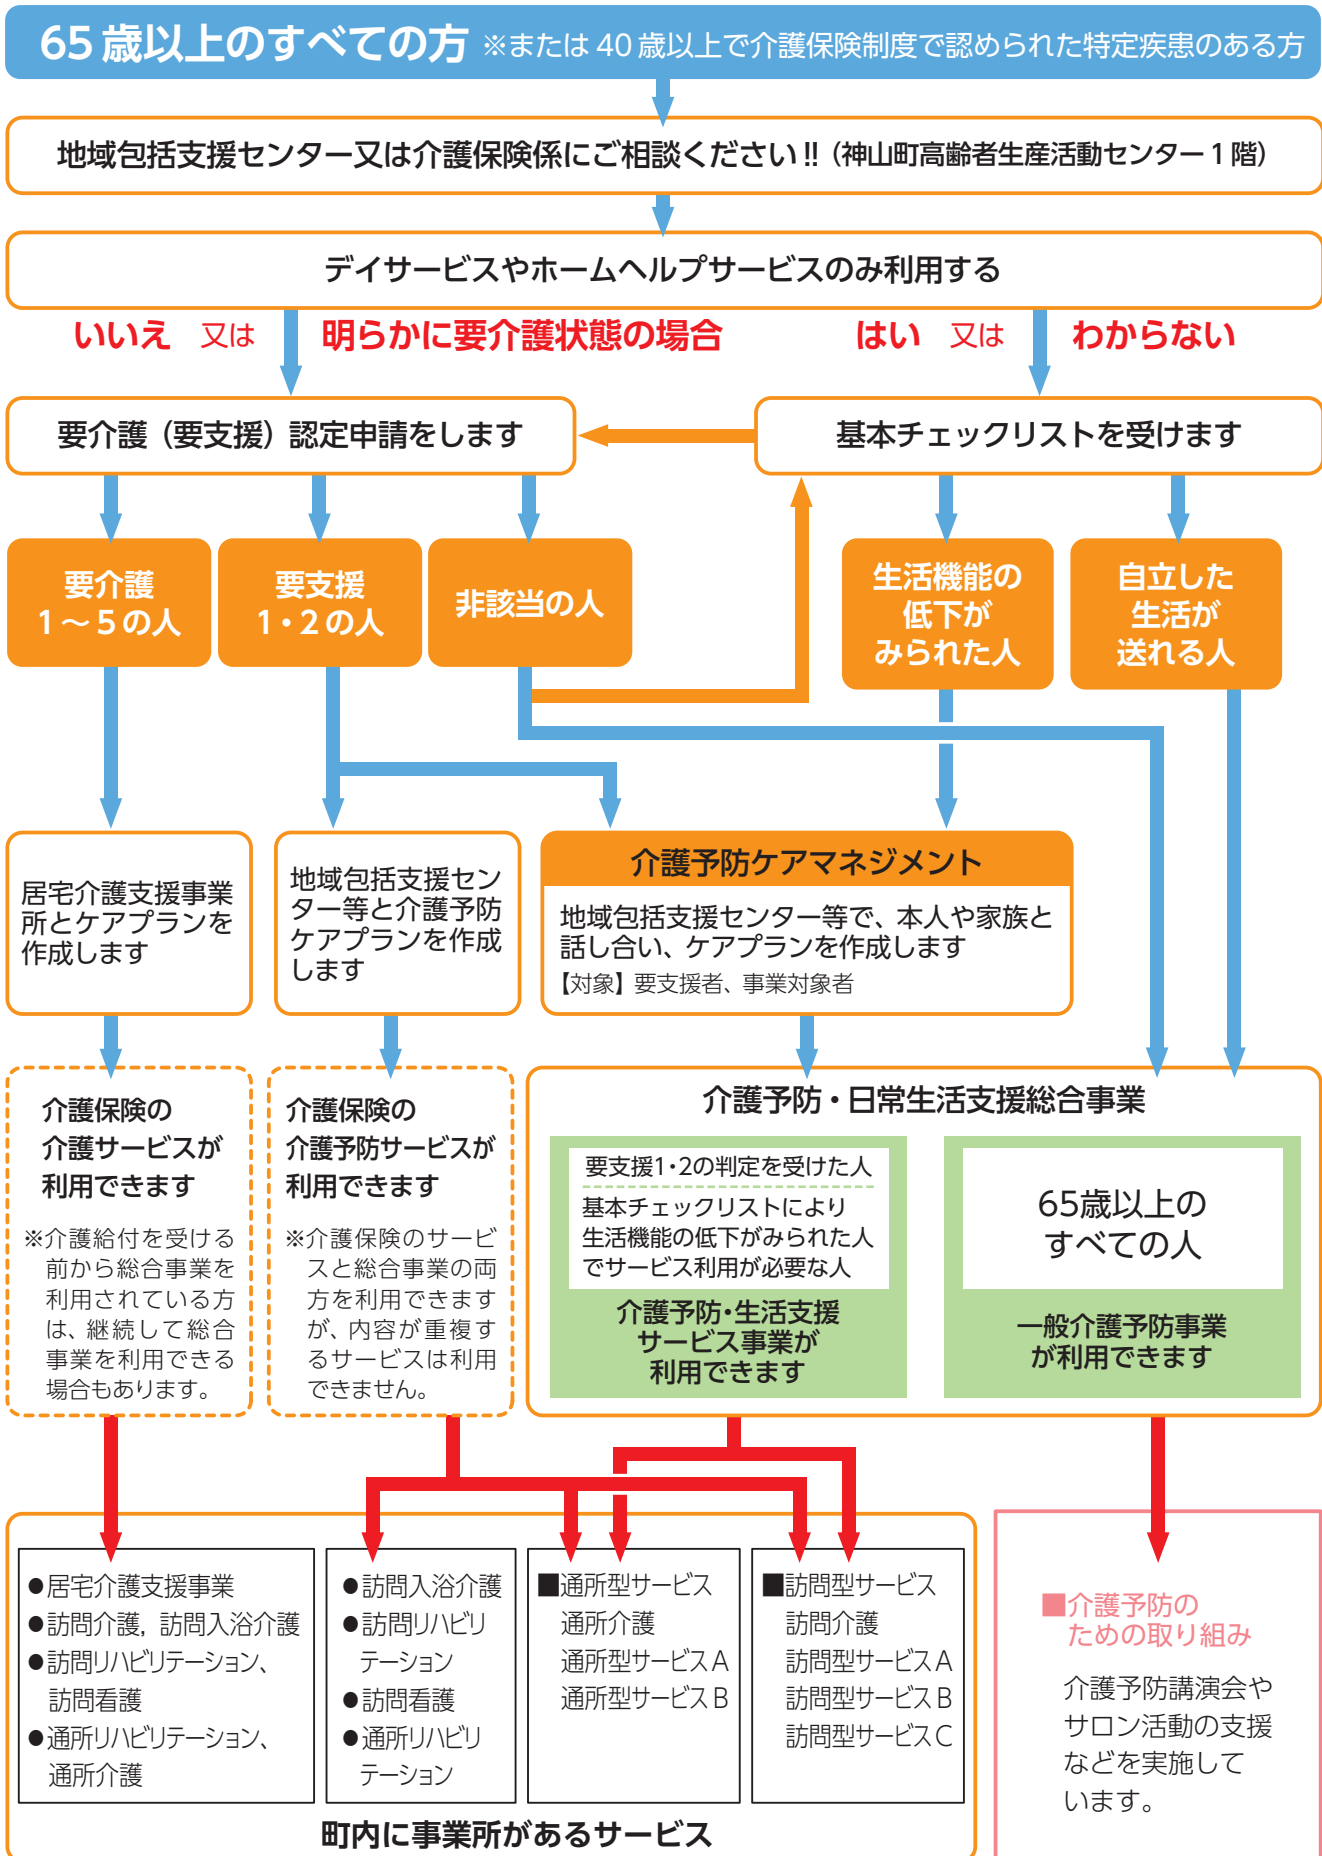 65歳以上のすべての方 ※または40歳以上で介護保険制度で認められた特定疾患のある方
地域包括支援センター又は介護保険係にご相談ください!!（神山町高齢者生産活動センター1階）
デイサービスやホームヘルプサービスのみ利用する
いいえ 又は 明らかに要介護状態の場合
はい 又は わからない
要介護（要支援）認定申請をします
基本チェックリストを受けます
要介護
1～5の人
要支援
1・2の人
非該当の人
生活機能の
低下が
みられた人
自立した
生活が
送れる人
居宅介護支援事業
所とケアプランを
作成します
地域包括支援セン
ター等と介護予防
ケアプランを作成
します
介護予防ケアマネジメント
地域包括支援センター等で、本人や家族と
話し合い、ケアプランを作成します
【対象】要支援者、事業対象者
介護保険の
介護サービスが
利用できます
※介護給付を受ける
前から総合事業を
利用されている方
は、継続して総合
事業を利用できる
場合もあります。
介護保険の
介護予防サービスが
利用できます
※介護保険のサービ
スと総合事業の両
方を利用できます
が、内容が重複す
るサービスは利用
できません。
介護予防・日常生活支援総合事業
要支援1・2の判定を受けた人
基本チェックリストにより
生活機能の低下がみられた人
でサービス利用が必要な人
介護予防・生活支援
サービス事業が
利用できます
65歳以上の
すべての人
一般介護予防事業
が利用できます
●居宅介護支援事業
●訪問介護，訪問入浴介護
●訪問リハビリテーション、
訪問看護
●通所リハビリテーション、
通所介護
●訪問入浴介護
●訪問リハビリ
テーション
●訪問看護
●通所リハビリ
テーション
■通所型サービス
通所介護
通所型サービスA
通所型サービスB
■訪問型サービス
訪問介護
訪問型サービスA
訪問型サービスB
訪問型サービスC
町内に事業所があるサービス
■介護予防の
ための取り組み
介護予防講演会や
サロン活動の支援
などを実施して
います。